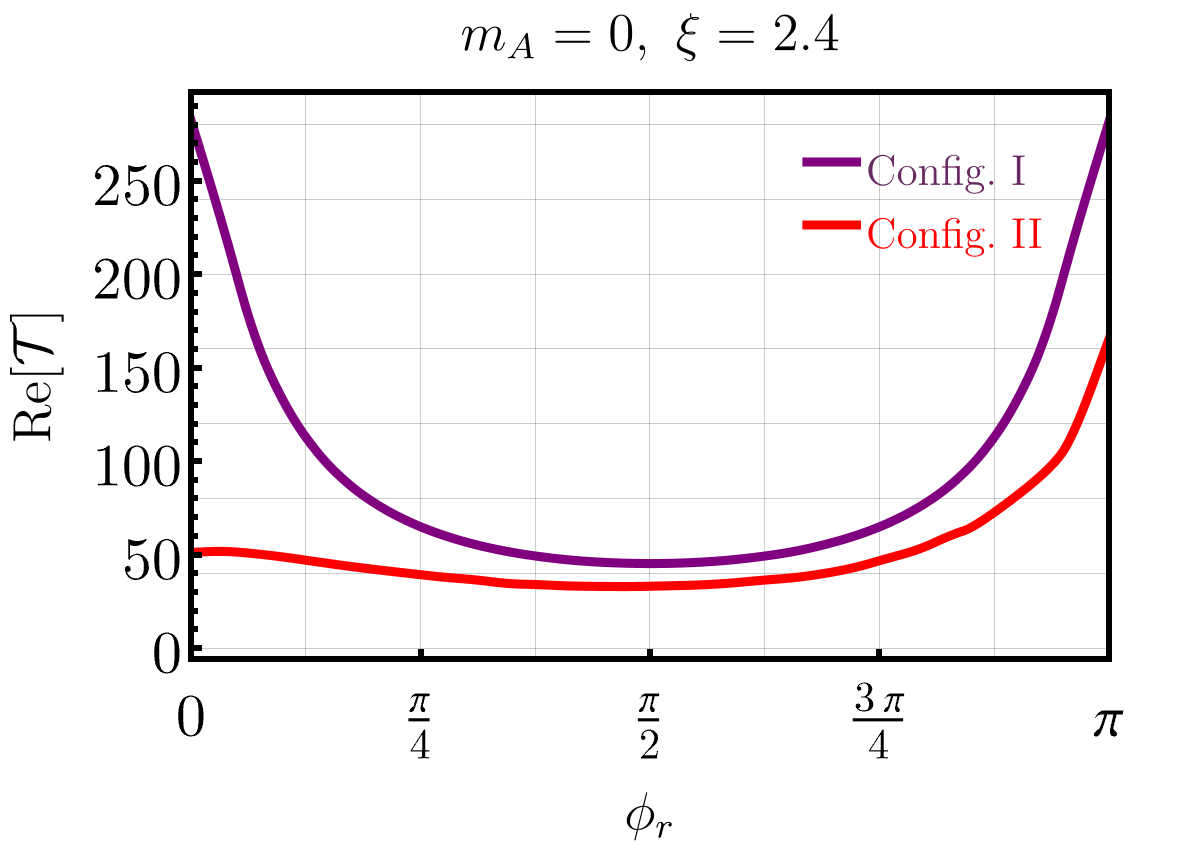 m_A = 0, ξ = 2.4
Re[𝒯]
250
200
150
100
50
0
Config. I
Config. II
0
π/4
π/2
3 π/4
π
ϕ_r